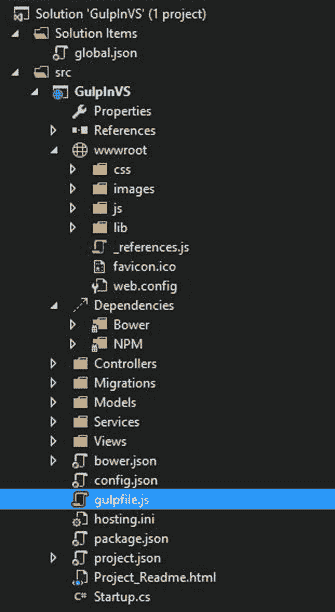 Solution 'GulpInVS' (1 project)
Solution Items
global.json
src
GulpInVS
Properties
References
wwwroot
css
images
js
lib
_references.js
favicon.ico
web.config
Dependencies
Bower
NPM
Controllers
Migrations
Models
Services
Views
bower.json
config.json
gulpfile.js
hosting.ini
package.json
project.json
Project_Readme.html
C# Startup.cs